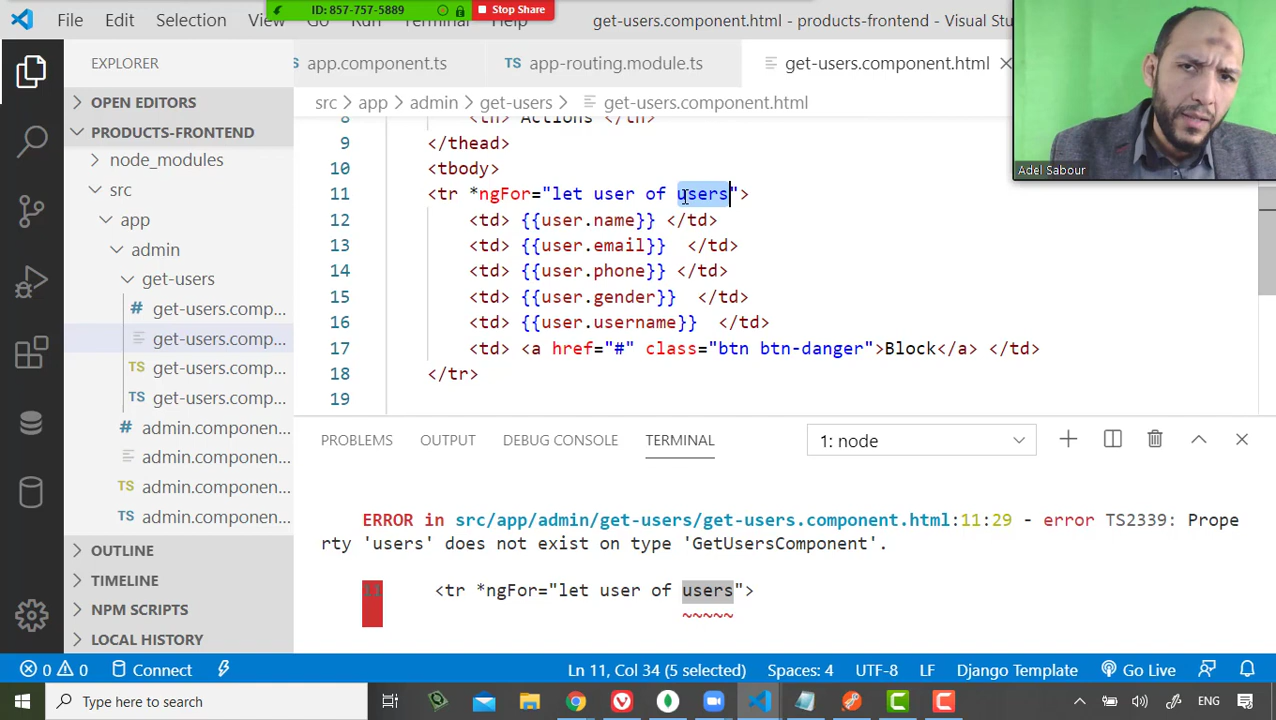 ID: 857-757-5889
Stop Share
File Edit Selection View Go Run Terminal Help
get-users.component.html - products-frontend - Visual Stu
EXPLORER
app.component.ts
app-routing.module.ts
get-users.component.html
OPEN EDITORS
src > app > admin > get-users > get-users.component.html
PRODUCTS-FRONTEND
node_modules
src
app
admin
get-users
get-users.comp...
get-users.comp...
get-users.comp...
get-users.comp...
admin.componen...
admin.componen...
admin.componen...
admin.componen...
OUTLINE
TIMELINE
NPM SCRIPTS
LOCAL HISTORY
8 <th> Actions </th>
9 </thead>
10 <tbody>
11 <tr *ngFor="let user of users">
12 <td> {{user.name}} </td>
13 <td> {{user.email}} </td>
14 <td> {{user.phone}} </td>
15 <td> {{user.gender}} </td>
16 <td> {{user.username}} </td>
17 <td> <a href="#" class="btn btn-danger">Block</a> </td>
18 </tr>
19
Adel Sabour
PROBLEMS OUTPUT DEBUG CONSOLE TERMINAL 1: node
ERROR in src/app/admin/get-users/get-users.component.html:11:29 - error TS2339: Prope
rty 'users' does not exist on type 'GetUsersComponent'.
11 <tr *ngFor="let user of users">
~~~~~
0 0 Connect Ln 11, Col 34 (5 selected) Spaces: 4 UTF-8 LF Django Template Go Live
Type here to search
ENG